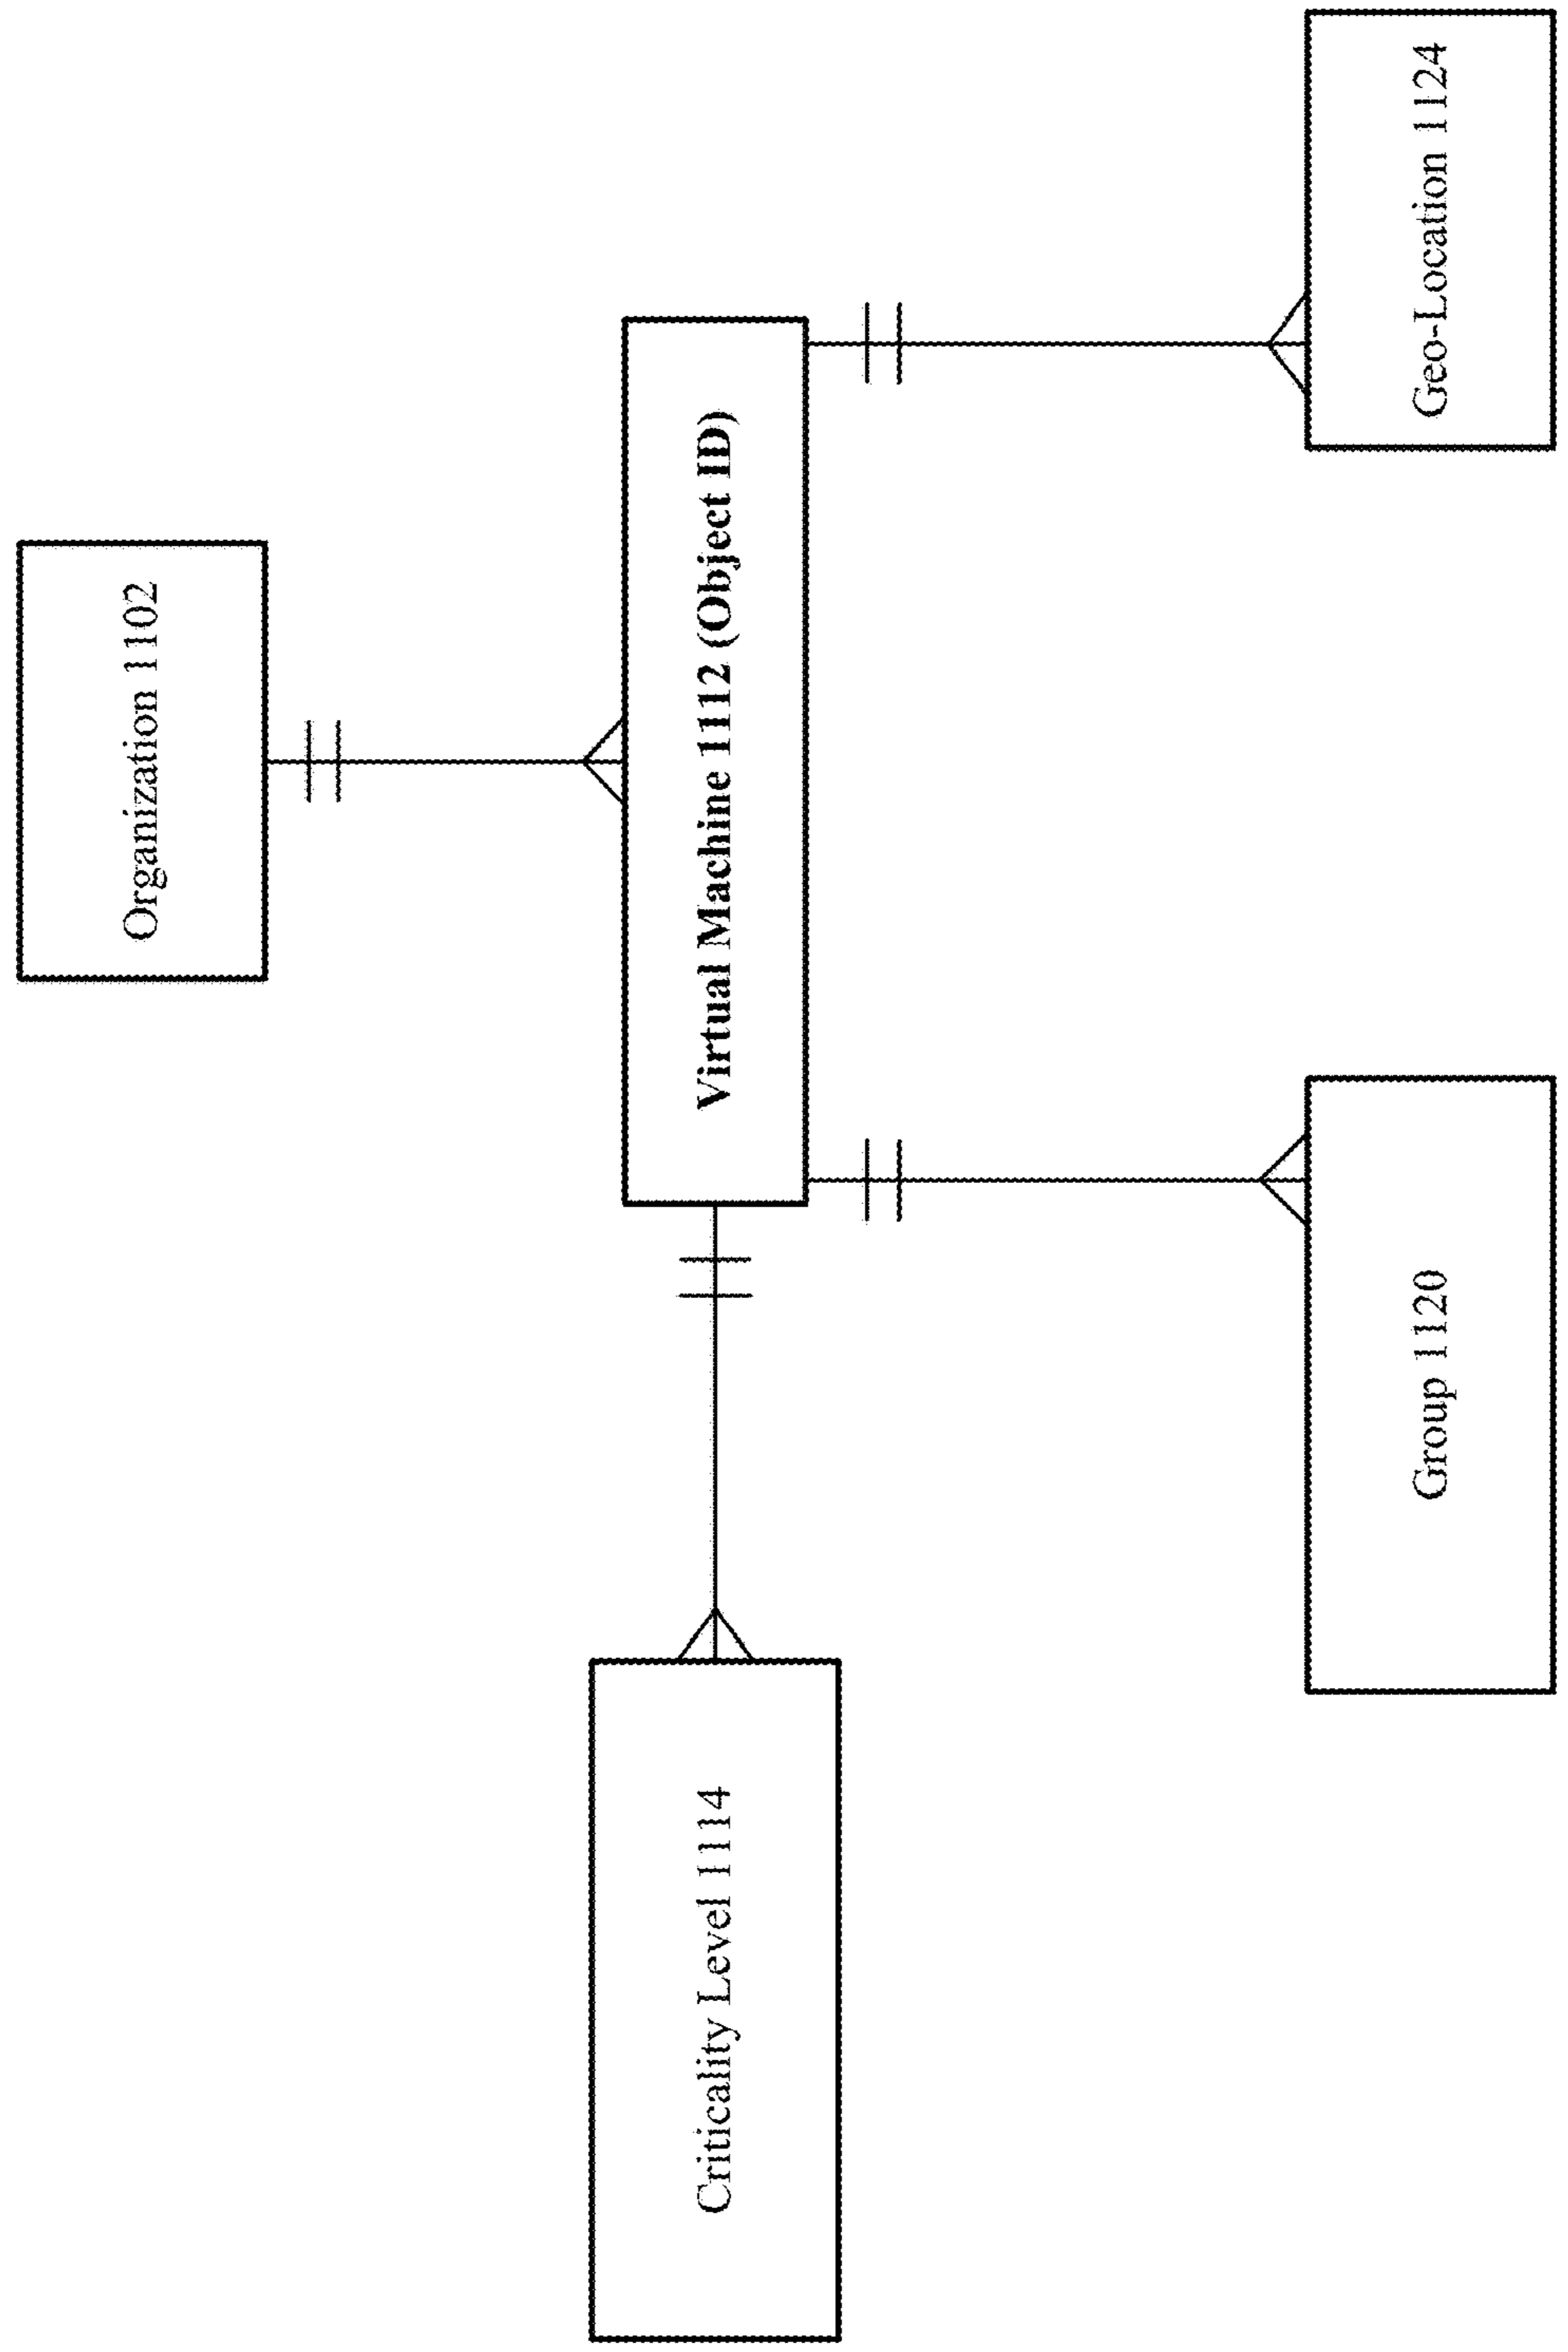 Organization 1102
Criticality Level 1114
Virtual Machine 1112 (Object ID)
Group 1120
Geo-Location 1124